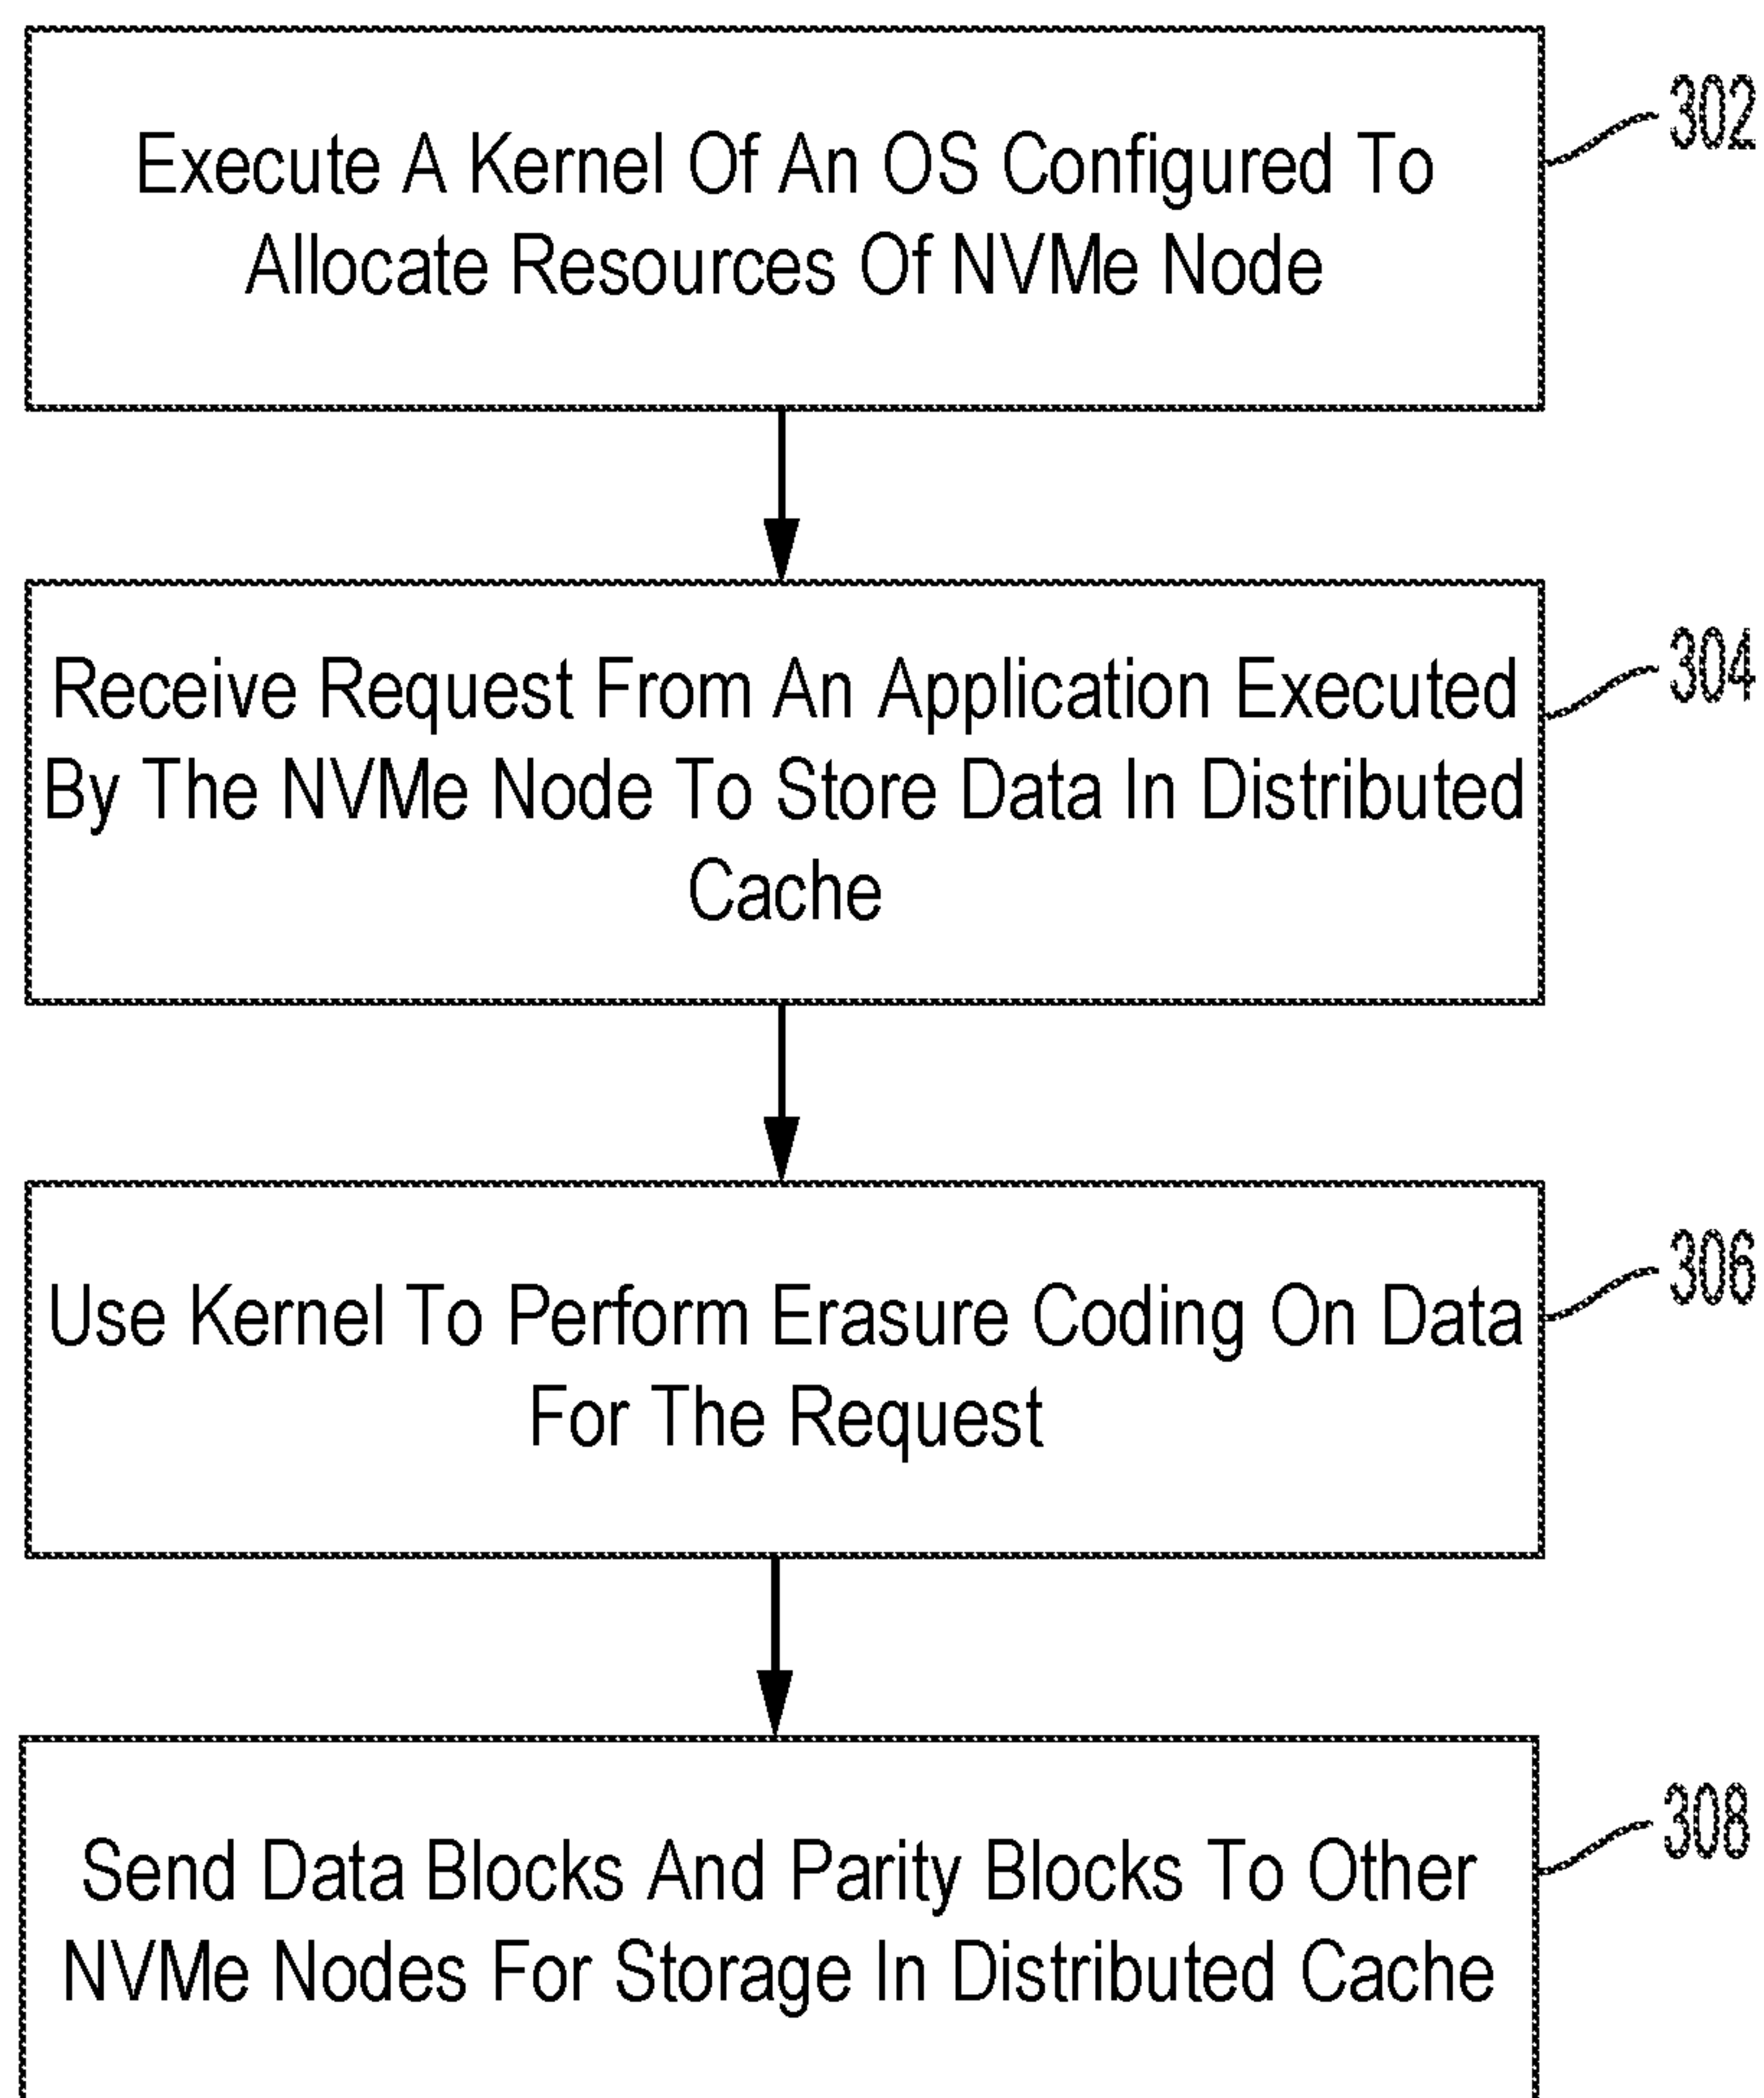 Execute A Kernel Of An OS Configured To
Allocate Resources Of NVMe Node
302
Receive Request From An Application Executed
By The NVMe Node To Store Data In Distributed
Cache
304
Use Kernel To Perform Erasure Coding On Data
For The Request
306
Send Data Blocks And Parity Blocks To Other
NVMe Nodes For Storage In Distributed Cache
308